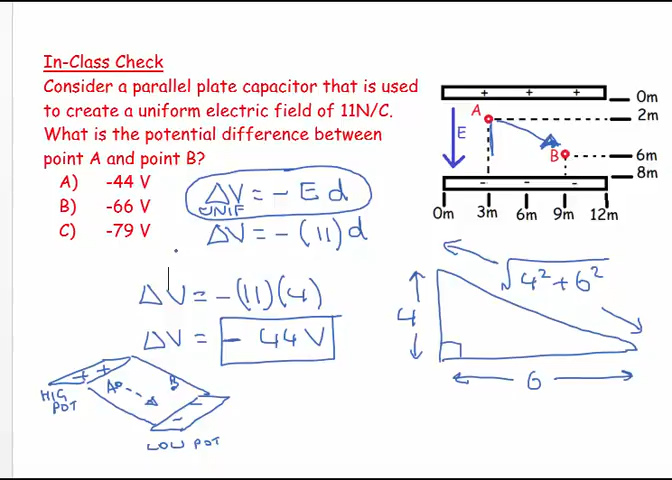 In-Class Check
Consider a parallel plate capacitor that is used
to create a uniform electric field of 11N/C.
What is the potential difference between
point A and point B?
A) -44 V
B) -66 V
C) -79 V
ΔV = - E d
UNIF
ΔV = - (11) d
ΔV = - (11)(4)
ΔV = - 44 V
+ + +
0m
A
2m
E
B
6m
8m
- - -
0m 3m 6m 9m 12m
√4² + 6²
4
6
+ +
A
B
HIG
POT
- -
LOW POT